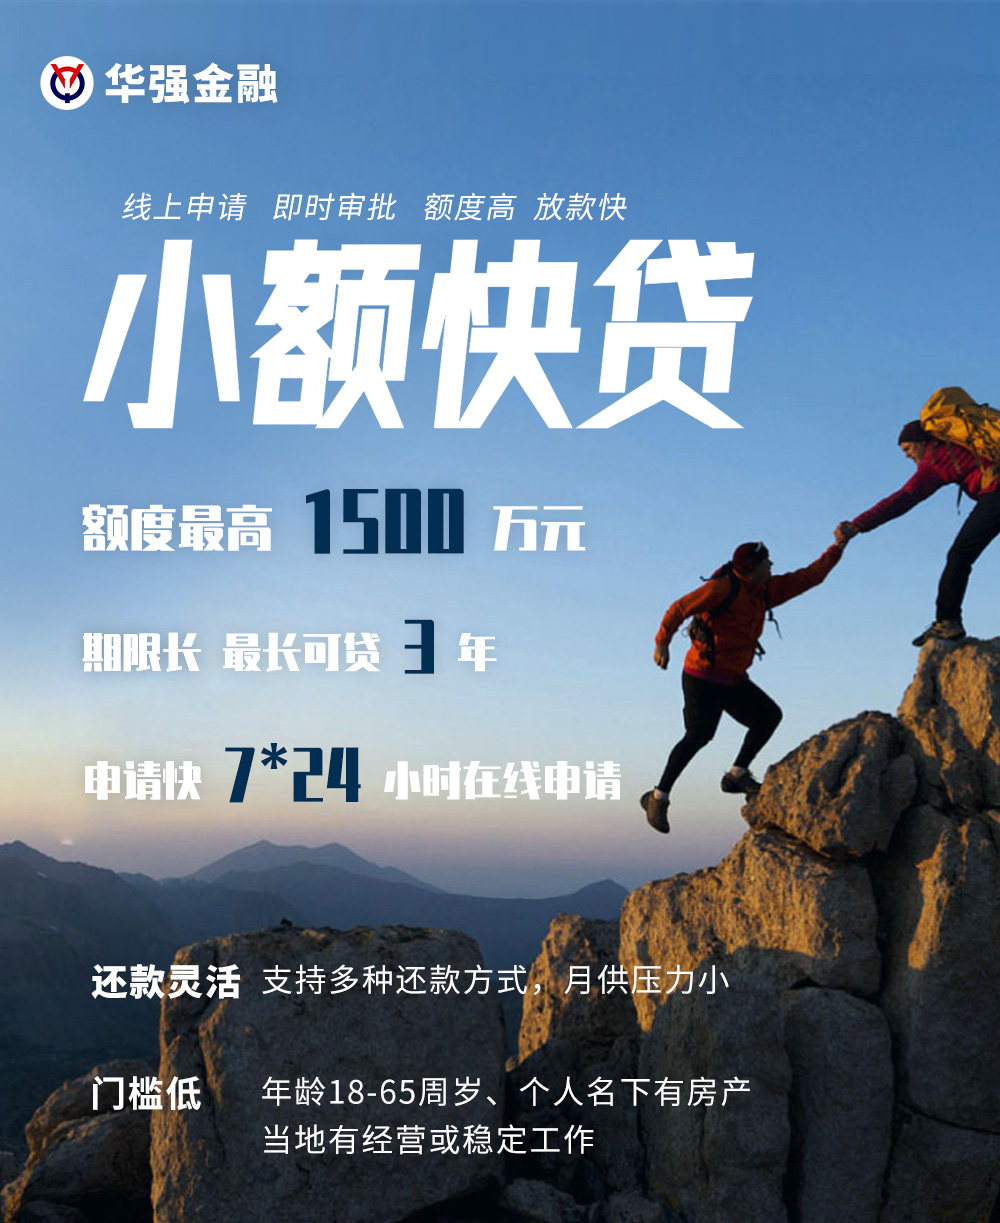 华强金融
线上申请 即时审批 额度高 放款快
小额快贷
额度最高 1500 万元
期限长 最长可贷 3 年
申请快 7*24 小时在线申请
还款灵活 支持多种还款方式，月供压力小
门槛低 年龄18-65周岁、个人名下有房产
当地有经营或稳定工作